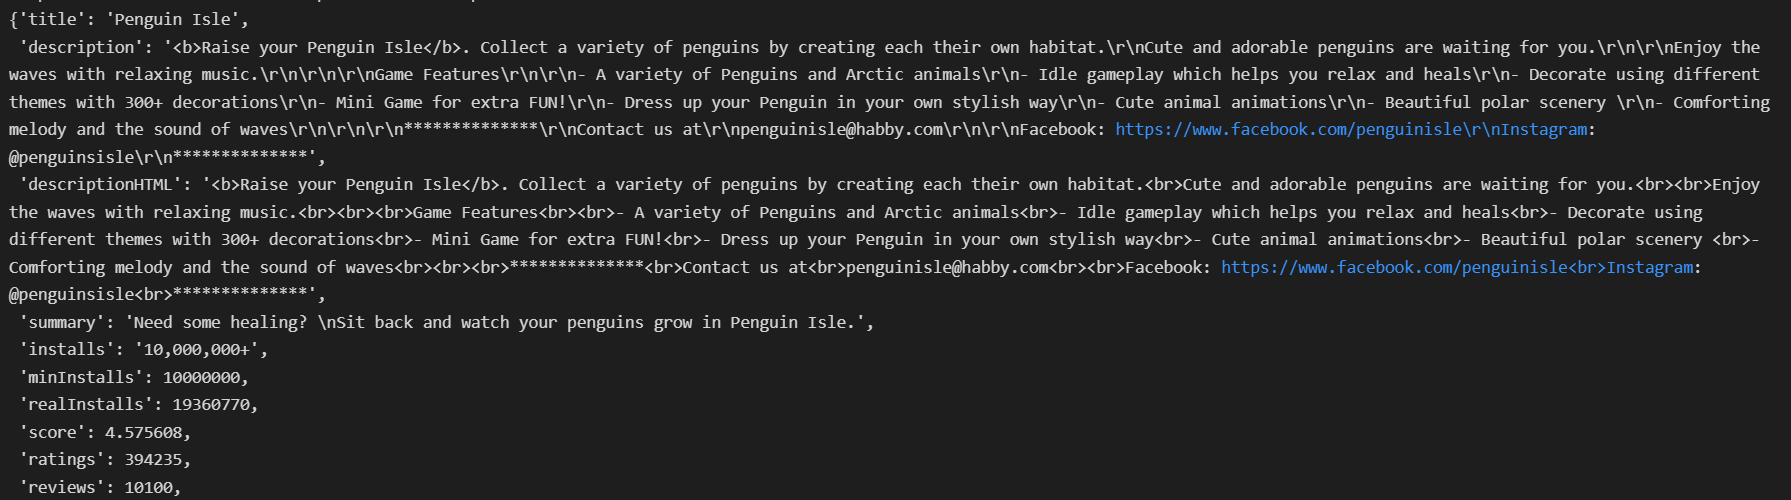 {'title': 'Penguin Isle',
'description': '<b>Raise your Penguin Isle</b>. Collect a variety of penguins by creating each their own habitat.\r\nCute and adorable penguins are waiting for you.\r\n\r\nEnjoy the
waves with relaxing music.\r\n\r\n\r\nGame Features\r\n\r\n- A variety of Penguins and Arctic animals\r\n- Idle gameplay which helps you relax and heals\r\n- Decorate using different
themes with 300+ decorations\r\n- Mini Game for extra FUN!\r\n- Dress up your Penguin in your own stylish way\r\n- Cute animal animations\r\n- Beautiful polar scenery \r\n- Comforting
melody and the sound of waves\r\n\r\n\r\n**************\r\nContact us at\r\npenguinisle@habby.com\r\n\r\nFacebook: https://www.facebook.com/penguinisle\r\nInstagram:
@penguinsisle\r\n**************',
'descriptionHTML': '<b>Raise your Penguin Isle</b>. Collect a variety of penguins by creating each their own habitat.<br>Cute and adorable penguins are waiting for you.<br><br>Enjoy
the waves with relaxing music.<br><br><br>Game Features<br><br>- A variety of Penguins and Arctic animals<br>- Idle gameplay which helps you relax and heals<br>- Decorate using
different themes with 300+ decorations<br>- Mini Game for extra FUN!<br>- Dress up your Penguin in your own stylish way<br>- Cute animal animations<br>- Beautiful polar scenery <br>-
Comforting melody and the sound of waves<br><br><br>**************<br>Contact us at<br>penguinisle@habby.com<br><br>Facebook: https://www.facebook.com/penguinisle<br>Instagram:
@penguinsisle<br>**************',
'summary': 'Need some healing? \nSit back and watch your penguins grow in Penguin Isle.',
'installs': '10,000,000+',
'minInstalls': 10000000,
'realInstalls': 19360770,
'score': 4.575608,
'ratings': 394235,
'reviews': 10100,